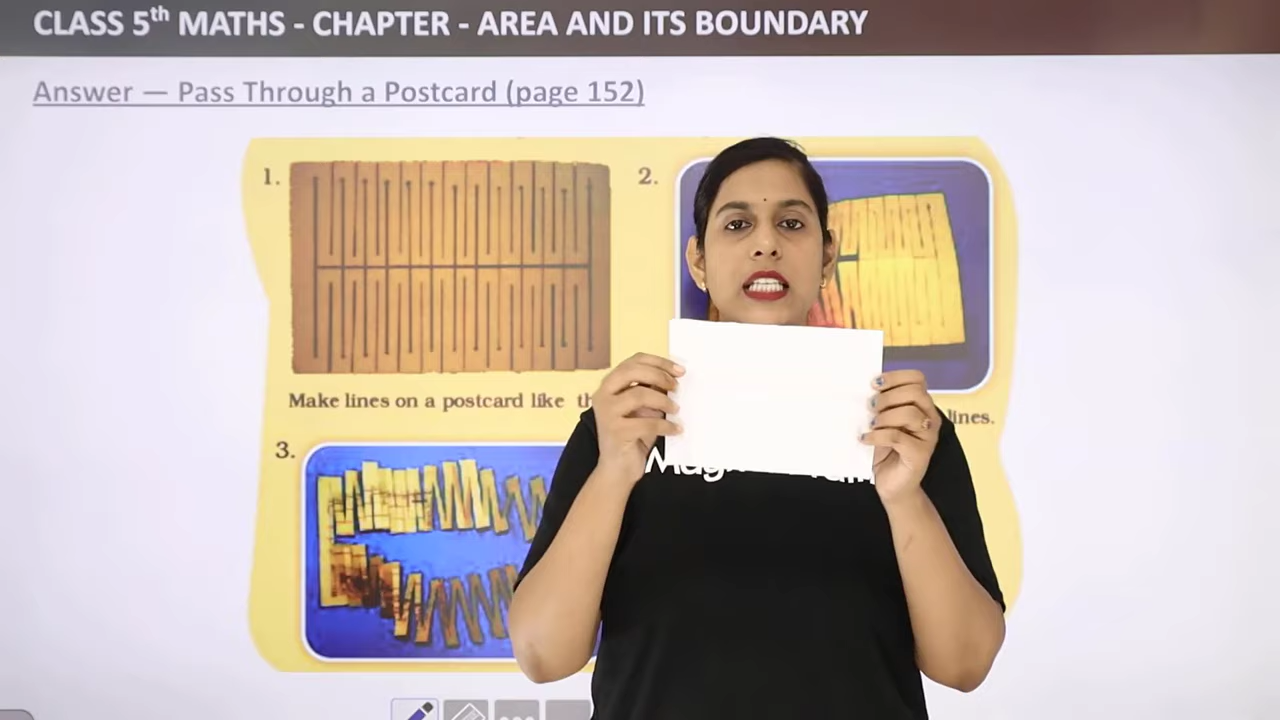 CLASS 5th MATHS - CHAPTER - AREA AND ITS BOUNDARY
Answer — Pass Through a Postcard (page 152)
1.
2.
Make lines on a postcard like
lines.
3.